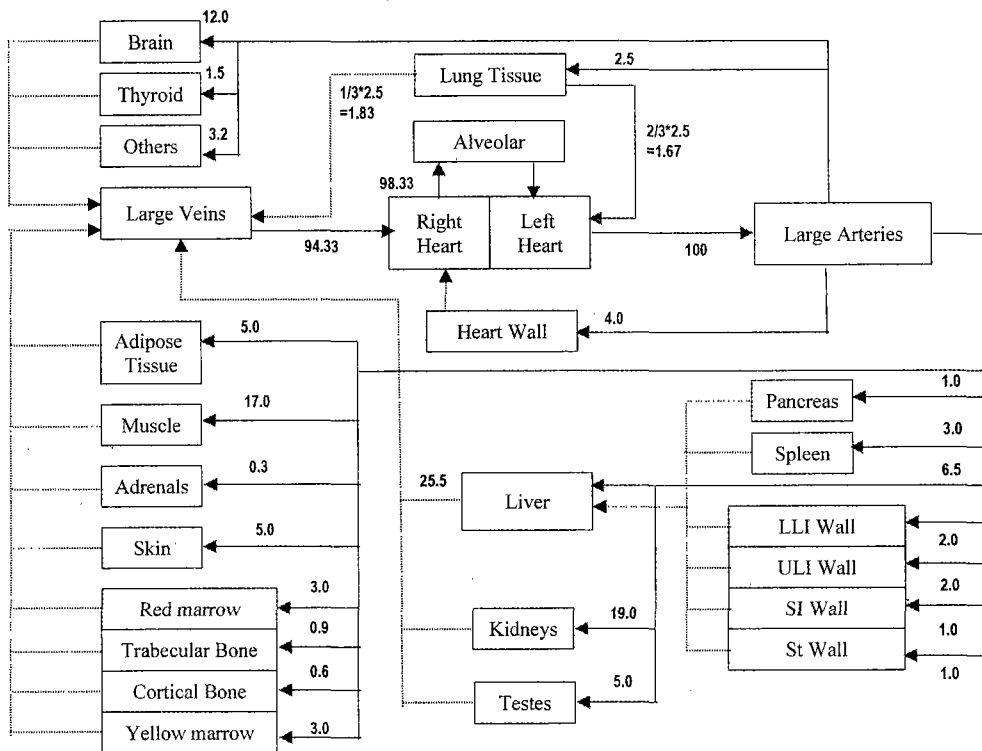 12.0
Brain
1.5
Thyroid
3.2
Others
Large Veins
1/3*2.5
=1.83
Lung Tissue
2.5
2/3*2.5
=1.67
Alveolar
98.33
94.33
Right
Heart
Left
Heart
100
Large Arteries
Heart Wall
4.0
5.0
Adipose
Tissue
17.0
Muscle
0.3
Adrenals
5.0
Skin
3.0
Red marrow
0.9
Trabecular Bone
0.6
Cortical Bone
3.0
Yellow marrow
25.5
Liver
19.0
Kidneys
5.0
Testes
1.0
Pancreas
3.0
Spleen
6.5
LLI Wall
2.0
ULI Wall
2.0
SI Wall
1.0
St Wall
1.0